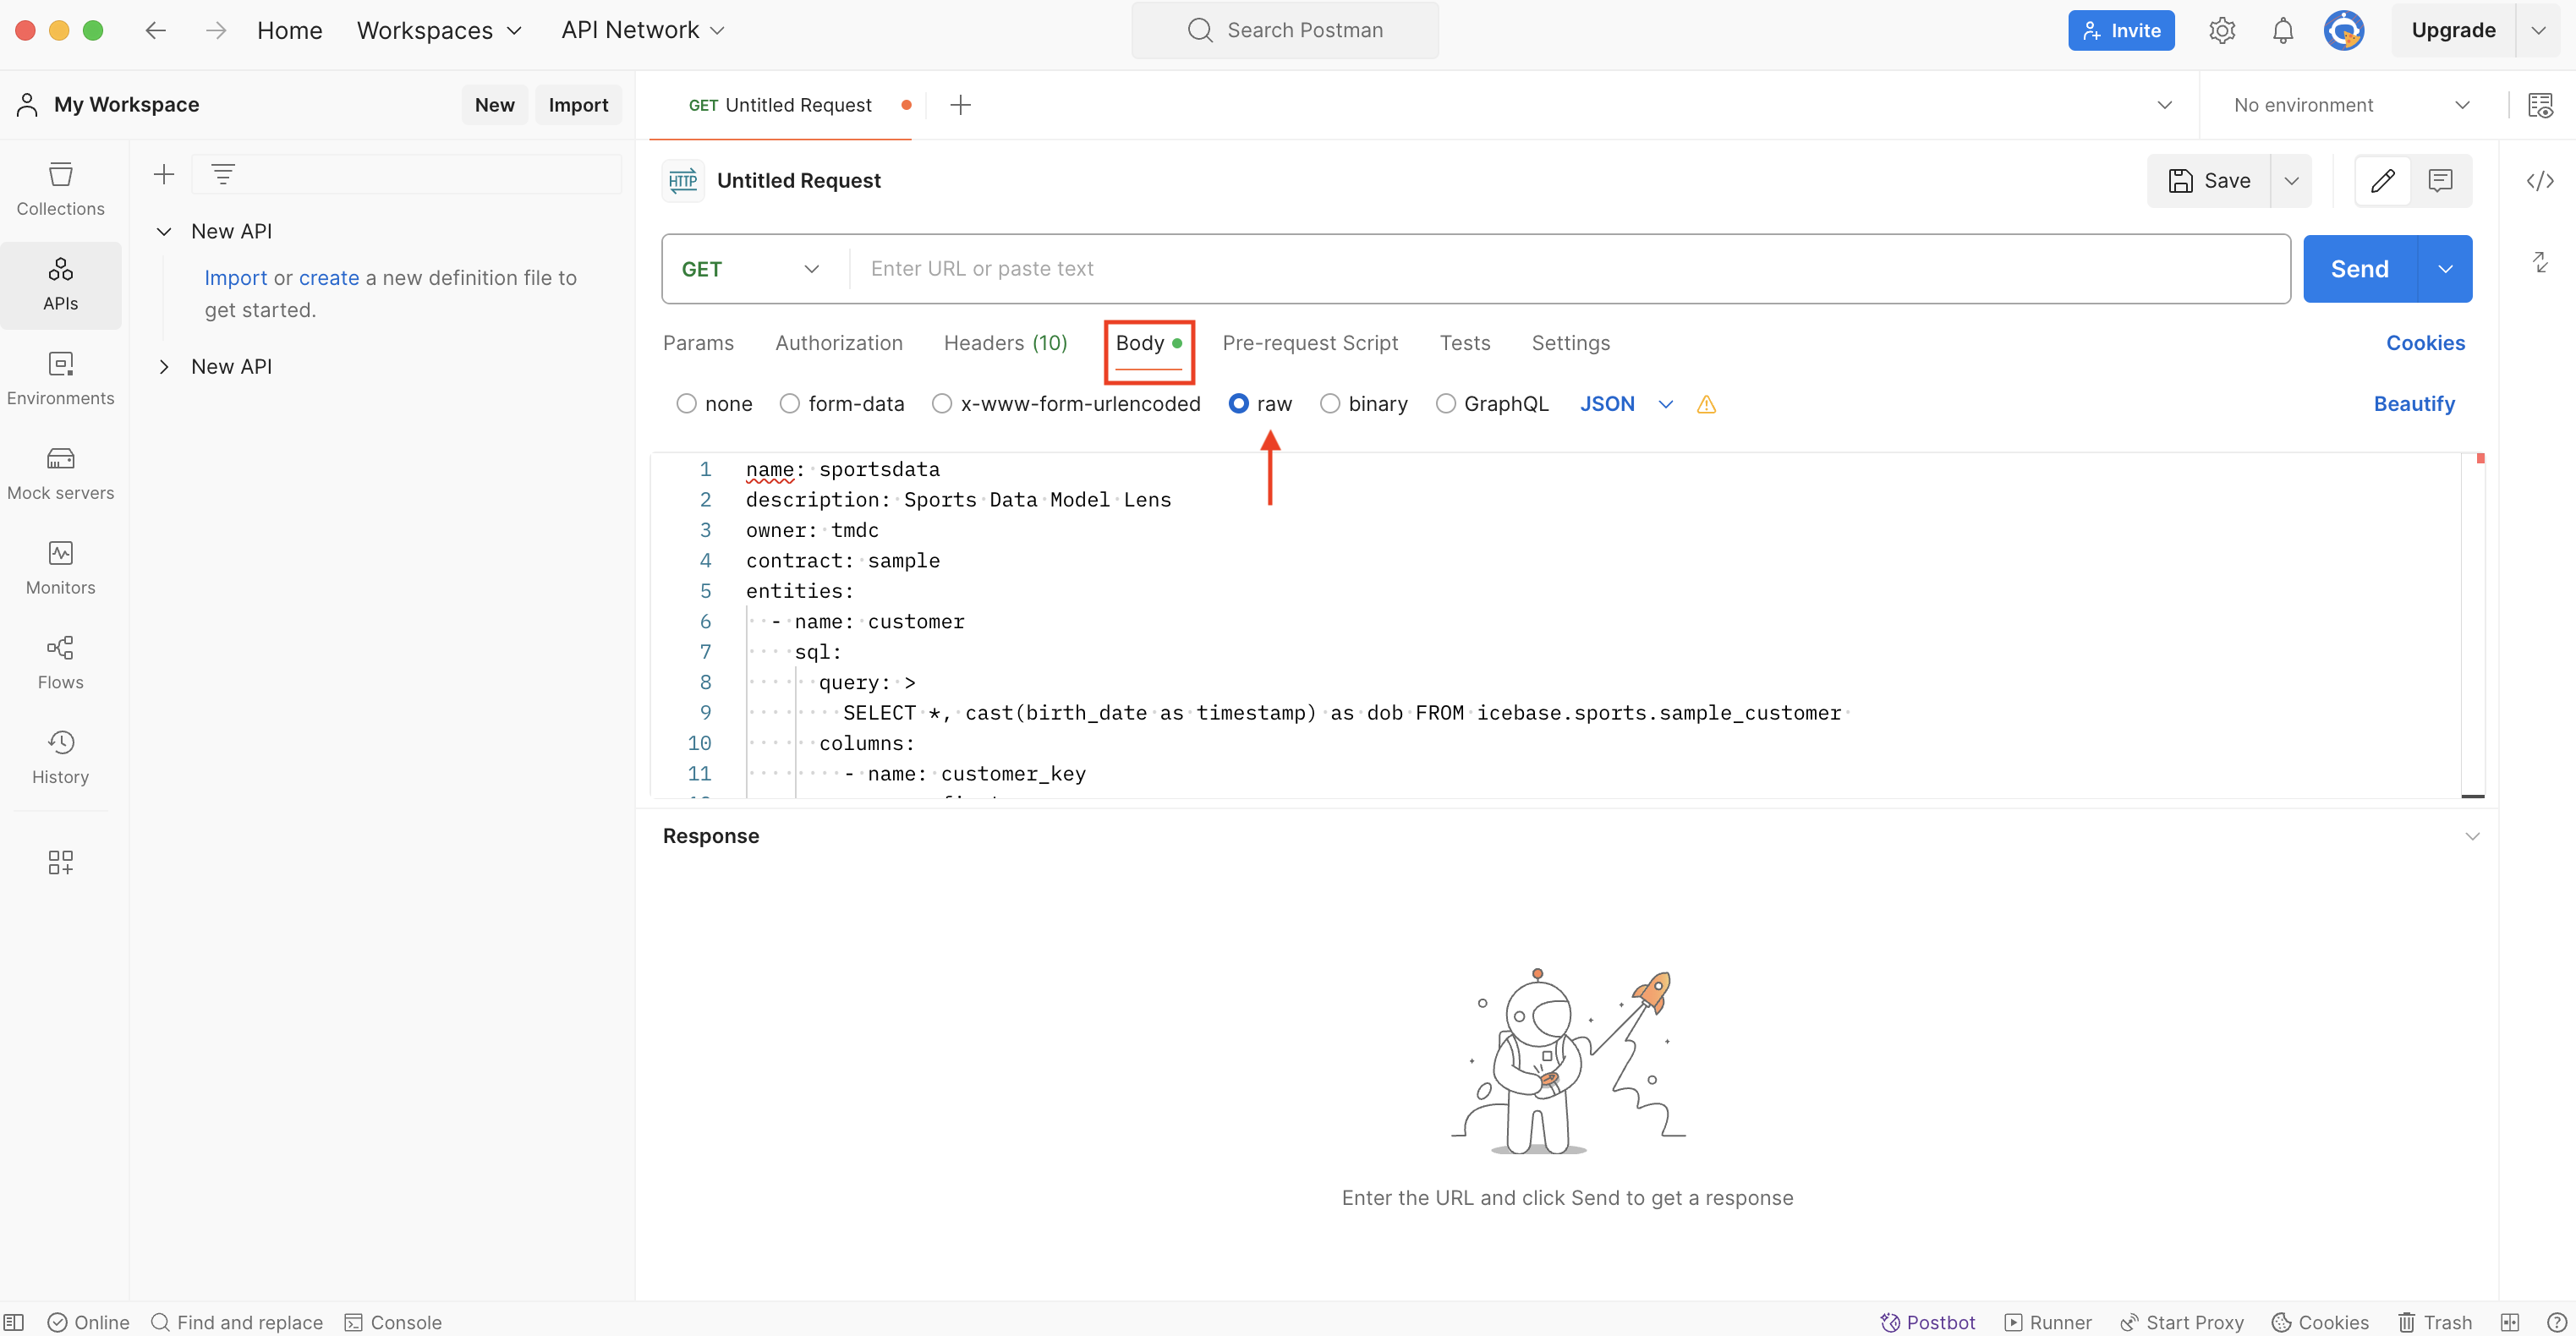 Home Workspaces API Network Search Postman Invite Upgrade
My Workspace New Import GET Untitled Request No environment
Collections
APIs
Environments
Mock servers
Monitors
Flows
History
New API
Import or create a new definition file to
get started.
New API
HTTP Untitled Request Save
GET Enter URL or paste text Send
Params Authorization Headers (10) Body Pre-request Script Tests Settings Cookies
none form-data x-www-form-urlencoded raw binary GraphQL JSON Beautify
1 name: sportsdata
2 description: Sports Data Model Lens
3 owner: tmdc
4 contract: sample
5 entities:
6 - name: customer
7 sql:
8 query: >
9 SELECT *, cast(birth_date as timestamp) as dob FROM icebase.sports.sample_customer
10 columns:
11 - name: customer_key
Response
Enter the URL and click Send to get a response
Online Find and replace Console Postbot Runner Start Proxy Cookies Trash